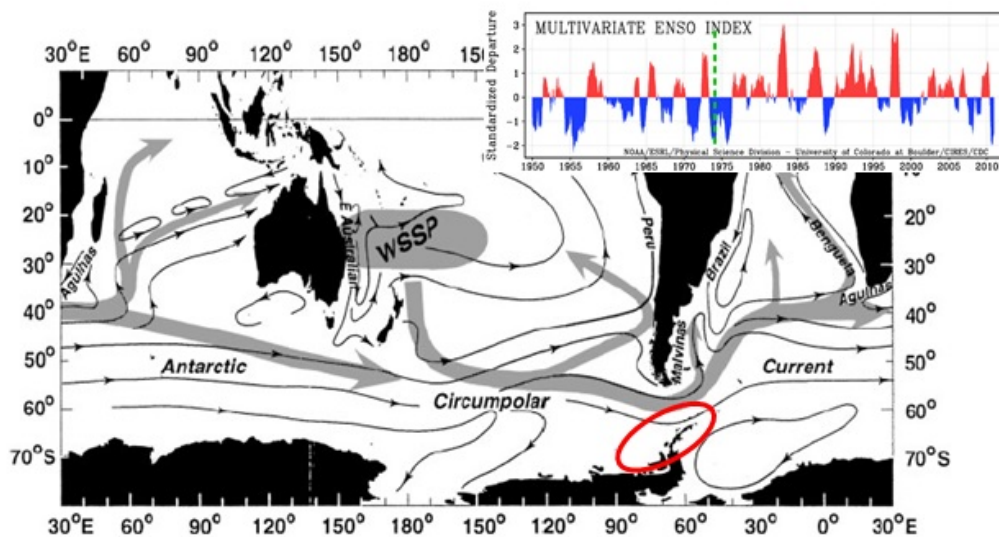 30° 60° 90° 120° 150° 180° 150
MULTIVARIATE ENSO INDEX
Standardized Departure
3
2
1
0
-1
-2
NOAA/ESRL/Physical Science Division – University of Colorado at Boulder/CIRES/CDC
1950 1955 1960 1965 1970 1975 1980 1985 1990 1995 2000 2005 2010
0°
10°
20°
30°
40°
50°
60°
70°
10°
20°
30°
40°
50°
60°
70°S
Agulhas
E Australian
WSSP
Peru
Brazil
Benguela
Agulhas
Malvinas
Antarctic
Circumpolar
Current
30°E 60° 90° 120° 150° 180° 150° 120° 90° 60° 30°W 0° 30°E